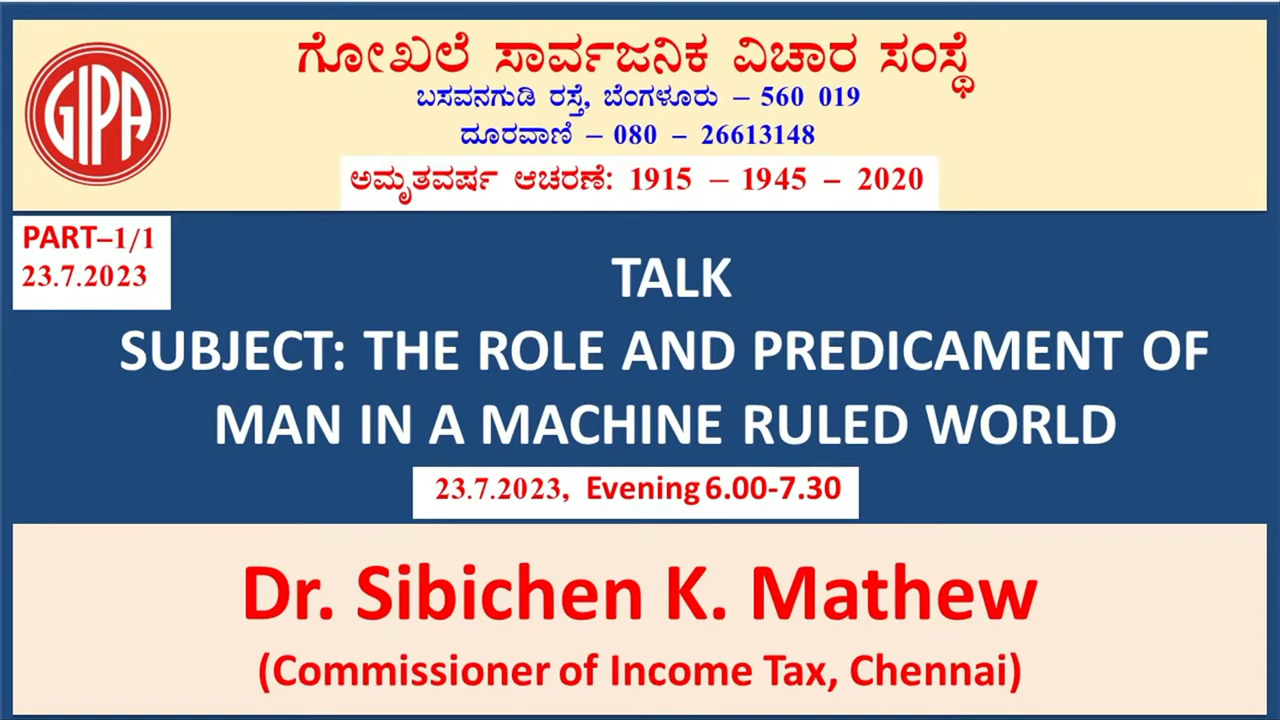 GIPA
ಗೋಖಲೆ ಸಾರ್ವಜನಿಕ ವಿಚಾರ ಸಂಸ್ಥೆ
ಬಸವನಗುಡಿ ರಸ್ತೆ, ಬೆಂಗಳೂರು – 560 019
ದೂರವಾಣಿ – 080 – 26613148
ಅಮೃತವರ್ಷ ಆಚರಣೆ: 1915 – 1945 – 2020
PART–1/1
23.7.2023
TALK
SUBJECT: THE ROLE AND PREDICAMENT OF
MAN IN A MACHINE RULED WORLD
23.7.2023, Evening 6.00-7.30
Dr. Sibichen K. Mathew
(Commissioner of Income Tax, Chennai)